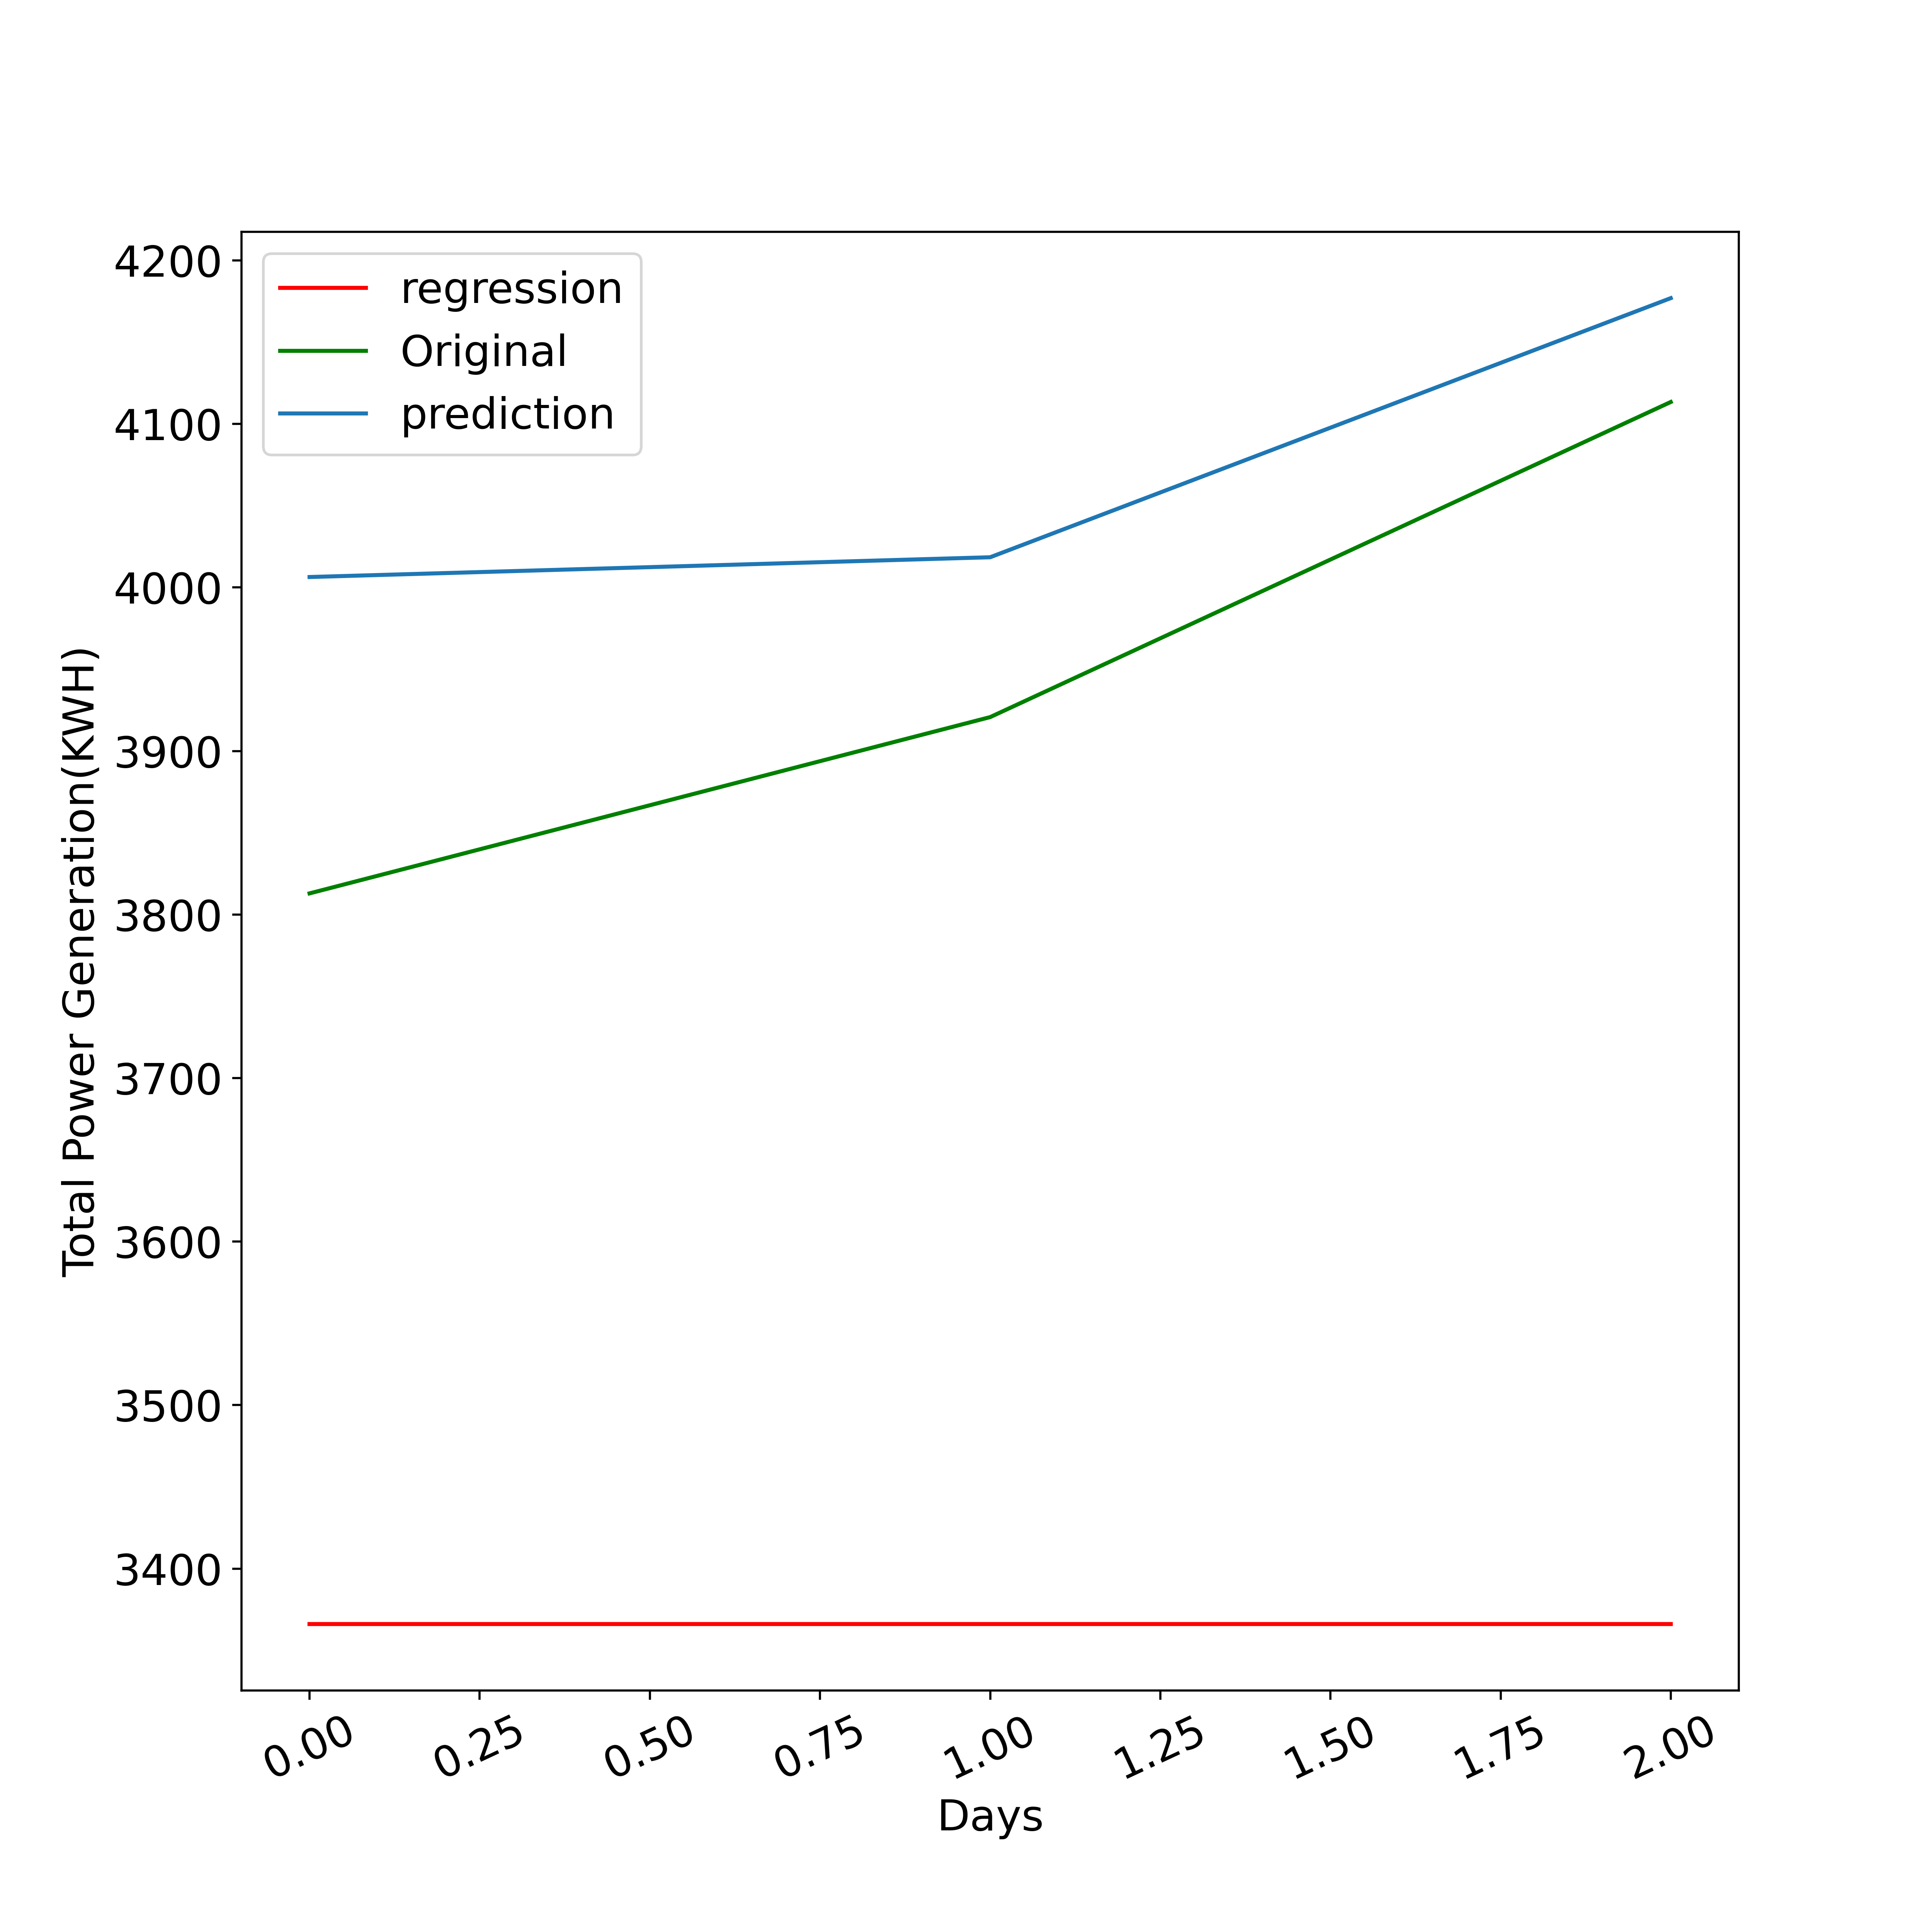 regression
Original
prediction
4200
4100
4000
3900
3800
3700
3600
3500
3400
Total Power Generation(KWH)
0.00 0.25 0.50 0.75 1.00 1.25 1.50 1.75 2.00
Days